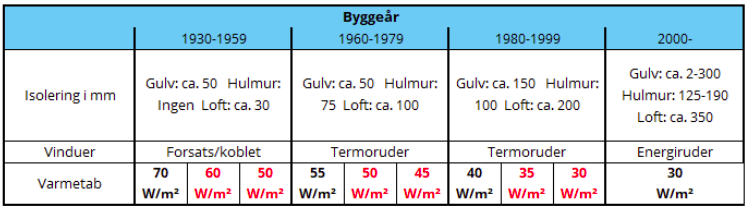 Byggeår
1930-1959 1960-1979 1980-1999 2000-
Isolering i mm
Gulv: ca. 50 Hulmur:
Ingen Loft: ca. 30
Gulv: ca. 50 Hulmur:
75 Loft: ca. 100
Gulv: ca. 150 Hulmur:
100 Loft: ca. 200
Gulv: ca. 2-300
Hulmur: 125-190
Loft: ca. 350
Vinduer Forsats/koblet Termoruder Termoruder Energiruder
Varmetab
70 60 50 55 50 45 40 35 30 30
W/m² W/m² W/m² W/m² W/m² W/m² W/m² W/m² W/m² W/m²